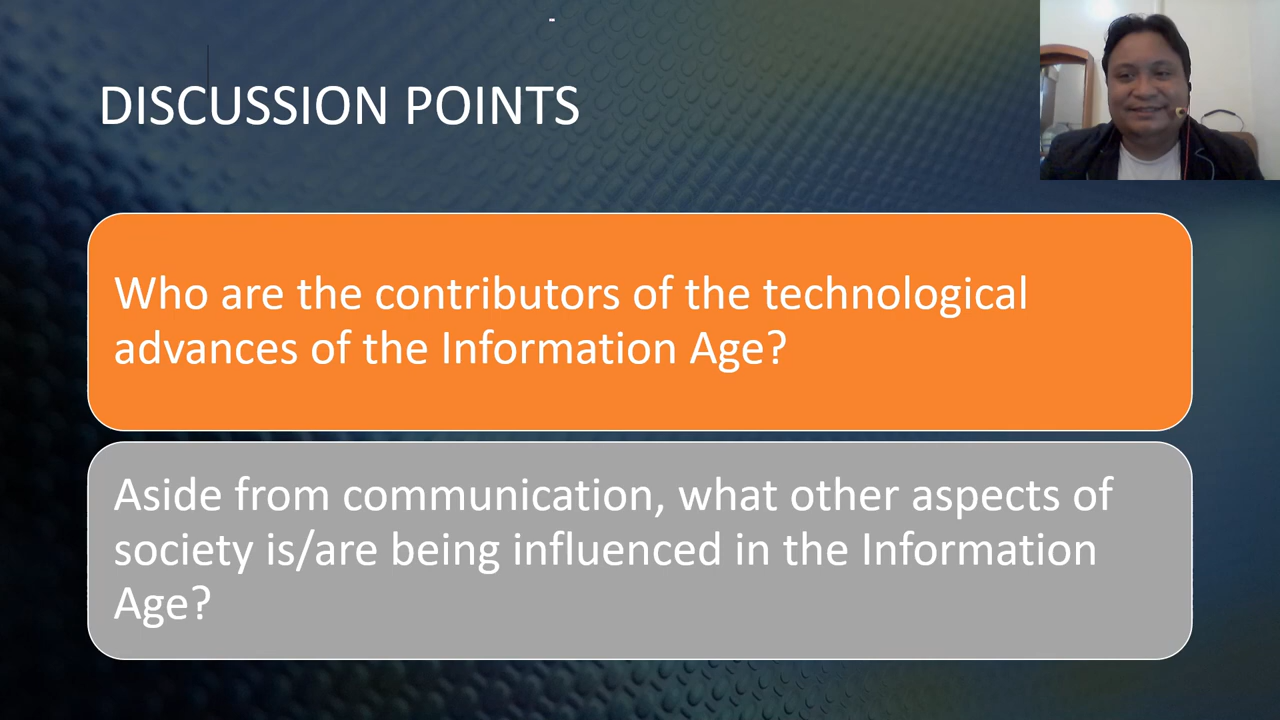 DISCUSSION POINTS
Who are the contributors of the technological
advances of the Information Age?
Aside from communication, what other aspects of
society is/are being influenced in the Information
Age?